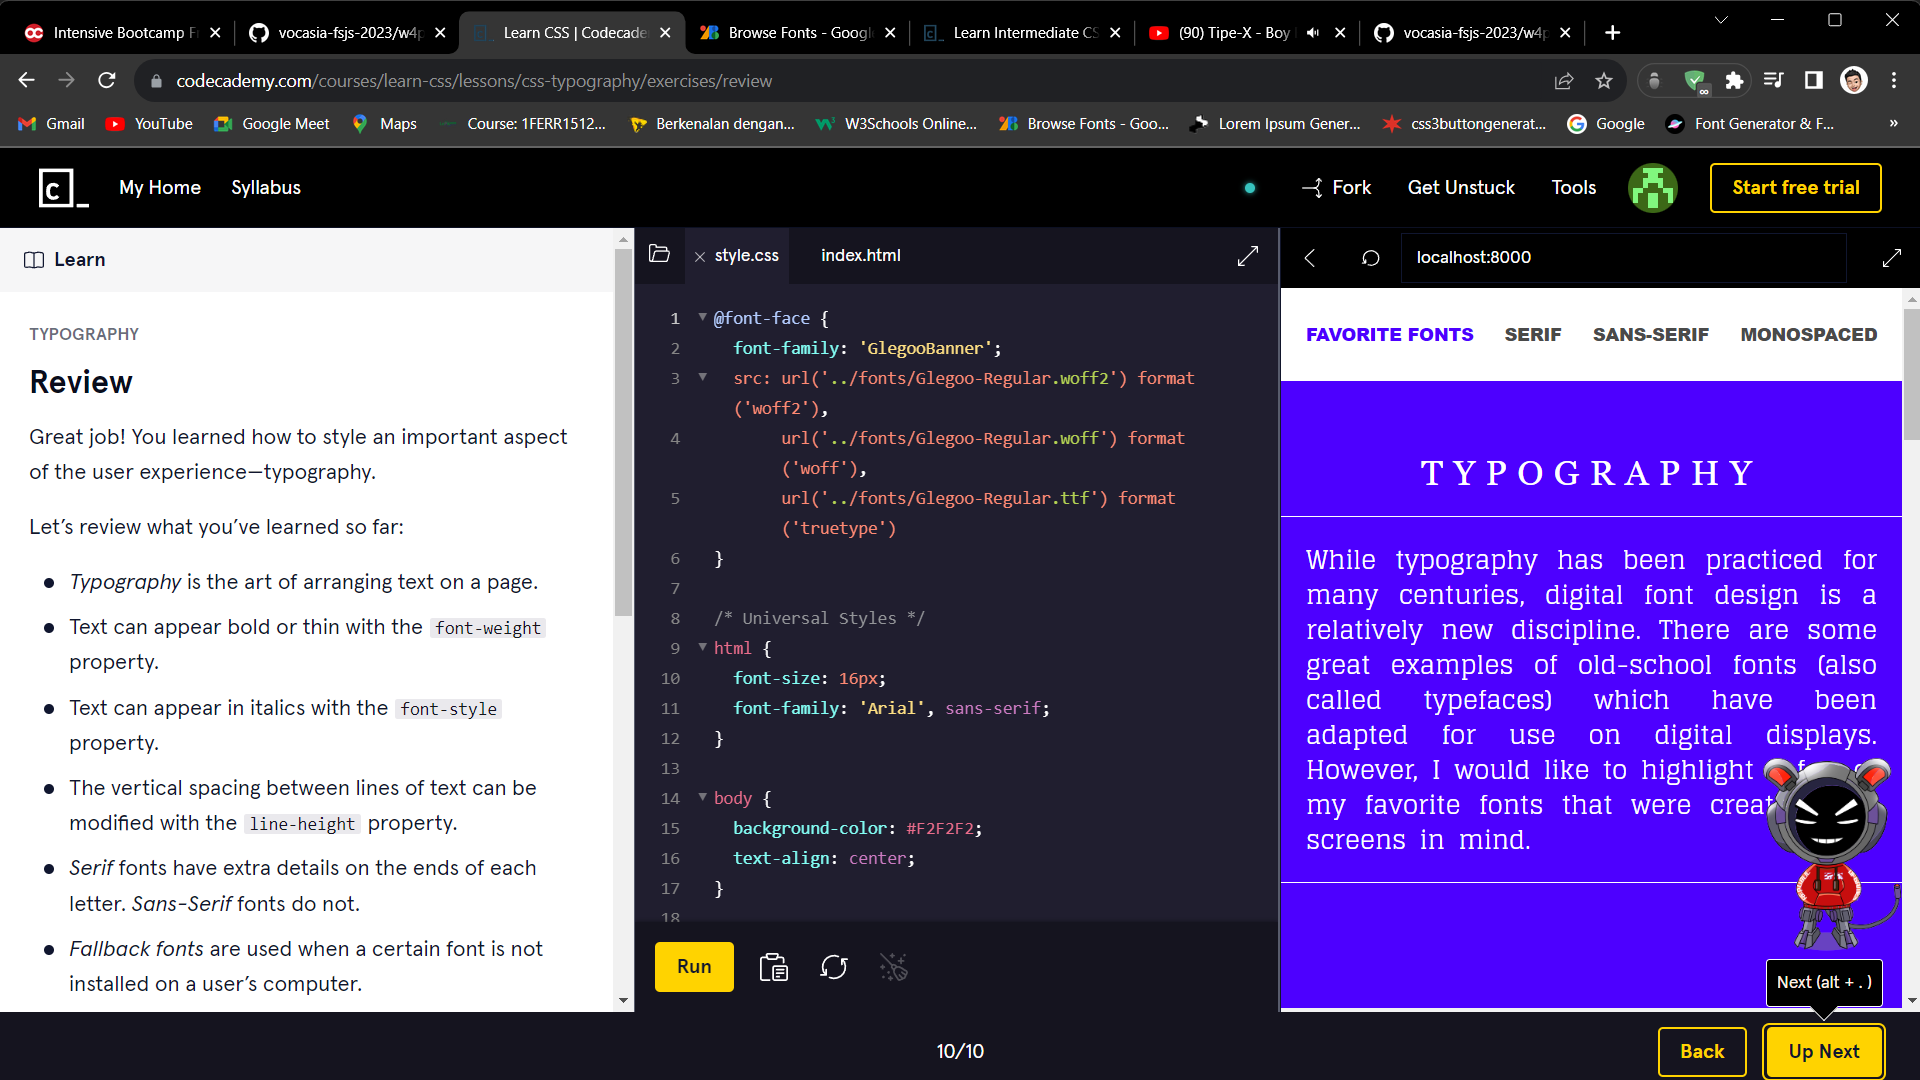 Intensive Bootcamp Fr
vocasia-fsjs-2023/w4p
Learn CSS | Codecade
Browse Fonts - Googl
Learn Intermediate CS
(90) Tipe-X - Boy
vocasia-fsjs-2023/w4p
codecademy.com/courses/learn-css/lessons/css-typography/exercises/review
Gmail
YouTube
Google Meet
Maps
Course: 1FERR1512...
Berkenalan dengan...
W3Schools Online...
Browse Fonts - Goo...
Lorem Ipsum Gener...
css3buttongenerat...
Google
Font Generator & F...
»
My Home
Syllabus
Fork
Get Unstuck
Tools
Start free trial
Learn
TYPOGRAPHY
Review
Great job! You learned how to style an important aspect
of the user experience—typography.
Let’s review what you’ve learned so far:
Typography is the art of arranging text on a page.
Text can appear bold or thin with the font-weight
property.
Text can appear in italics with the font-style
property.
The vertical spacing between lines of text can be
modified with the line-height property.
Serif fonts have extra details on the ends of each
letter. Sans-Serif fonts do not.
Fallback fonts are used when a certain font is not
installed on a user’s computer.
style.css
index.html
1 @font-face {
2 font-family: 'GlegooBanner';
3 src: url('../fonts/Glegoo-Regular.woff2') format
('woff2'),
4 url('../fonts/Glegoo-Regular.woff') format
('woff'),
5 url('../fonts/Glegoo-Regular.ttf') format
('truetype')
6 }
7
8 /* Universal Styles */
9 html {
10 font-size: 16px;
11 font-family: 'Arial', sans-serif;
12 }
13
14 body {
15 background-color: #F2F2F2;
16 text-align: center;
17 }
18
Run
localhost:8000
FAVORITE FONTS
SERIF
SANS-SERIF
MONOSPACED
TYPOGRAPHY
While typography has been practiced for
many centuries, digital font design is a
relatively new discipline. There are some
great examples of old-school fonts (also
called typefaces) which have been
adapted for use on digital displays.
However, I would like to highlight
my favorite fonts that were
screens in mind.
Next (alt + . )
10/10
Back
Up Next